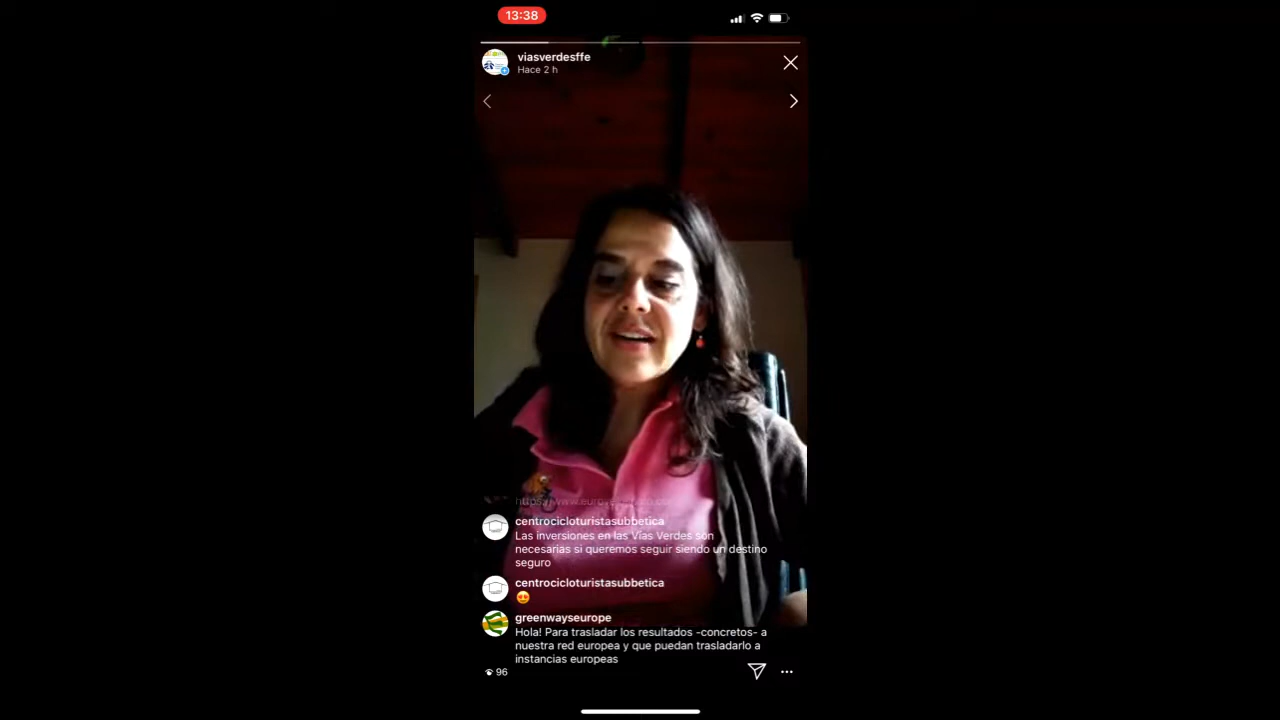 13:38
viasverdesffe
Hace 2 h
centrocicloturistasubbetica
Las inversiones en las Vías Verdes son
necesarias si queremos seguir siendo un destino
seguro
centrocicloturistasubbetica
😍
greenwayseurope
Hola! Para trasladar los resultados -concretos- a
nuestra red europea y que puedan trasladarlo a
instancias europeas
96